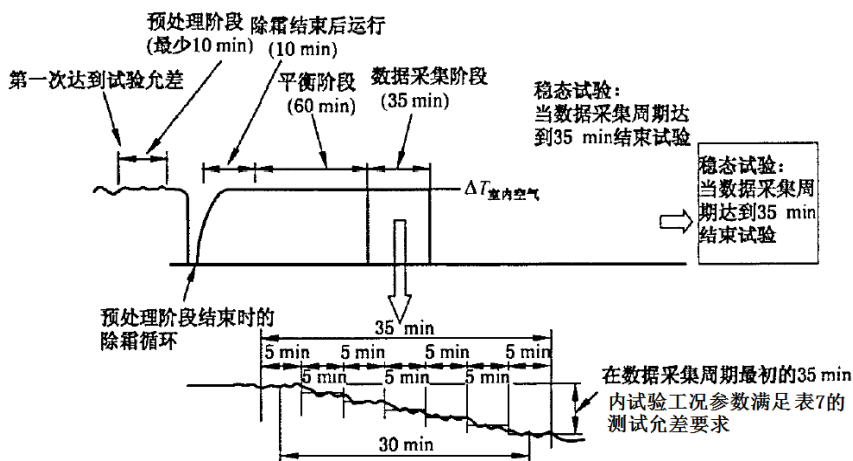 预处理阶段
(最少10 min)
除霜结束后运行
(10 min)
第一次达到试验允差
平衡阶段
(60 min)
数据采集阶段
(35 min)
稳态试验：
当数据采集周期达
到35 min结束试验
稳态试验：
当数据采集周
期达到35 min
结束试验
ΔT室内空气
预处理阶段结束时的
除霜循环
35 min
5 min 5 min 5 min 5 min
5 min 5 min 5 min
30 min
在数据采集周期最初的35 min
内试验工况参数满足表7的
测试允差要求